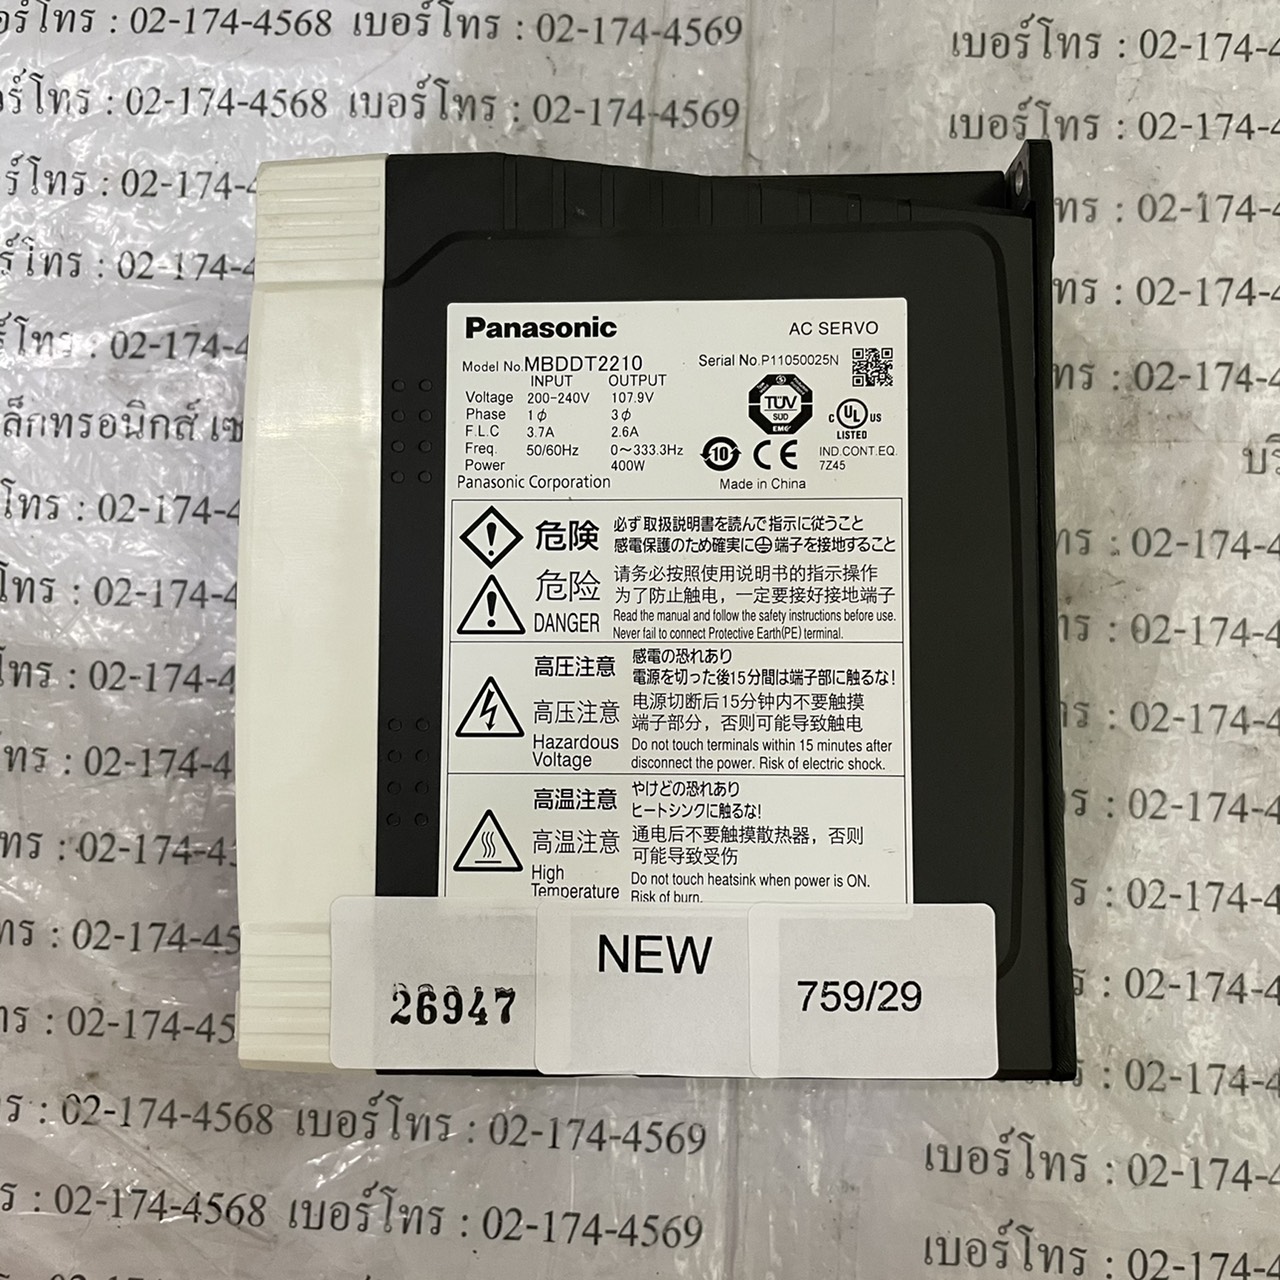 เบอร์โทร : 02-174-4568 เบอร์โทร : 02-174-4569
Panasonic
AC SERVO
Model No. MBDDT2210
Serial No. P11050025N
INPUT OUTPUT
Voltage 200-240V 107.9V
Phase 1φ 3φ
F.L.C 3.7A 2.6A
Freq. 50/60Hz 0~333.3Hz
Power 400W
Panasonic Corporation
TÜV
SÜD
EMC
C UL US
LISTED
10
CE
IND.CONT.EQ.
7Z45
Made in China
危険
必ず取扱説明書を読んで指示に従うこと
感電保護のため確実に⏚端子を接地すること
危险
请务必按照使用说明书的指示操作
为了防止触电，一定要接好接地端子
DANGER
Read the manual and follow the safety instructions before use.
Never fail to connect Protective Earth(PE) terminal.
高圧注意
感電の恐れあり
電源を切った後15分間は端子部に触るな!
高压注意
电源切断后15分钟内不要触摸
端子部分，否则可能导致触电
Hazardous
Voltage
Do not touch terminals within 15 minutes after
disconnect the power. Risk of electric shock.
高温注意
やけどの恐れあり
ヒートシンクに触るな!
高温注意
通电后不要触摸散热器，否则
可能导致受伤
High
Temperature
Do not touch heatsink when power is ON.
Risk of burn.
26947
NEW
759/29
02-174-4568 เบอร์โทร : 02-174-4569
02-174-4568 เบอร์โทร : 02-174-4569